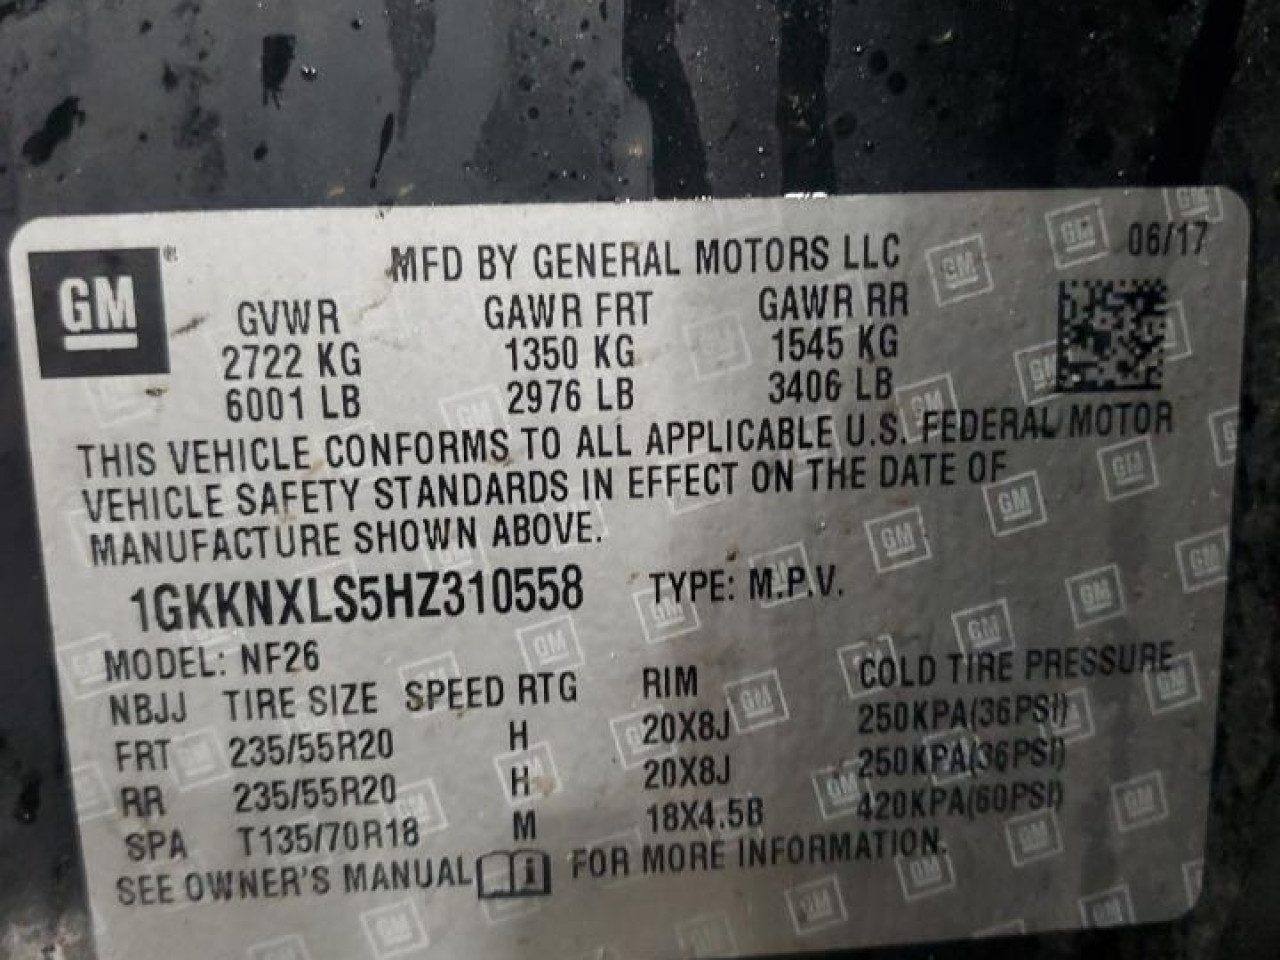 GM ®
MFD BY GENERAL MOTORS LLC 06/17
GVWR GAWR FRT GAWR RR
2722 KG 1350 KG 1545 KG
6001 LB 2976 LB 3406 LB
THIS VEHICLE CONFORMS TO ALL APPLICABLE U.S. FEDERAL MOTOR
VEHICLE SAFETY STANDARDS IN EFFECT ON THE DATE OF
MANUFACTURE SHOWN ABOVE.
1GKKNXLS5HZ310558 TYPE: M.P.V.
MODEL: NF26
NBJJ TIRE SIZE SPEED RTG RIM COLD TIRE PRESSURE
FRT 235/55R20 H 20X8J 250KPA(36PSI)
RR 235/55R20 H 20X8J 250KPA(36PSI)
SPA T135/70R18 M 18X4.5B 420KPA(60PSI)
SEE OWNER'S MANUAL i FOR MORE INFORMATION.